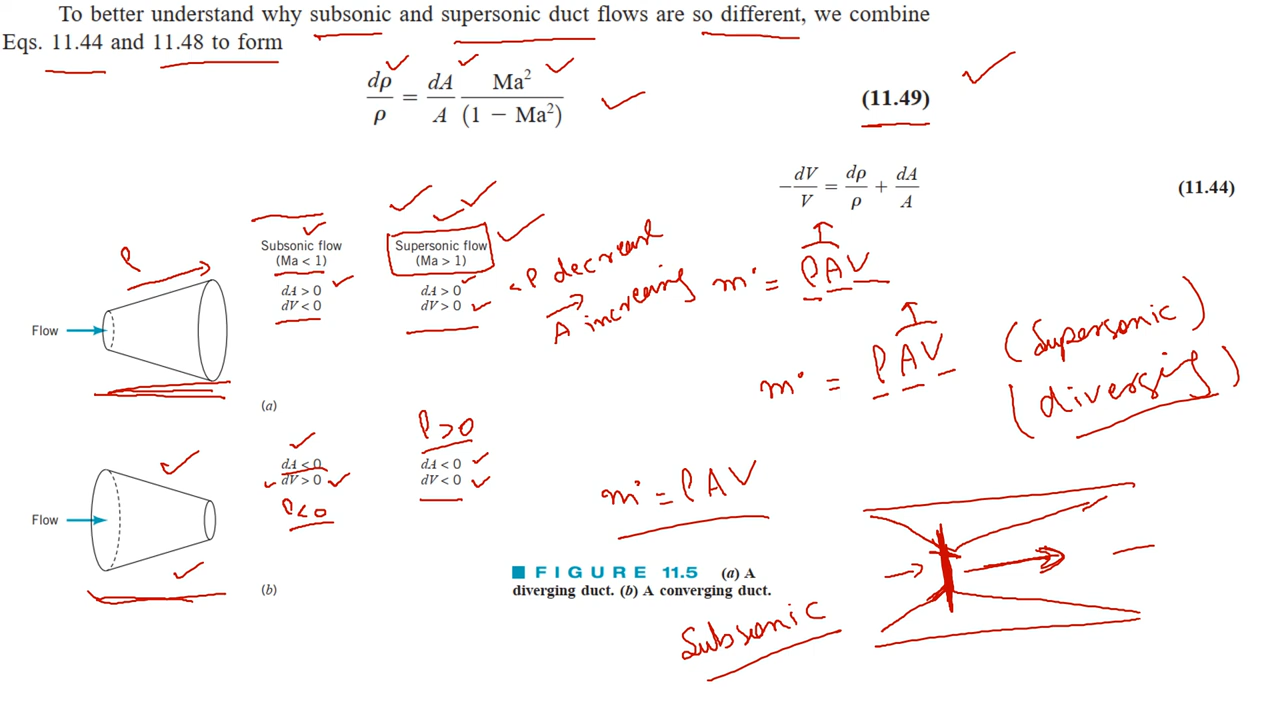 To better understand why subsonic and supersonic duct flows are so different, we combine
Eqs. 11.44 and 11.48 to form
dρ/ρ = dA/A Ma²/(1 − Ma²)
(11.49)
−dV/V = dρ/ρ + dA/A
(11.44)
Subsonic flow
(Ma < 1)
dA > 0
dV < 0
Supersonic flow
(Ma > 1)
dA > 0
dV > 0
ρ
Flow
(a)
ρ decreast
A increasing
ṁ = ρAV
ṁ = ρAV
(Supersonic)
(diverging)
dA < 0
dV > 0
ρ<0
ρ>0
dA < 0
dV < 0
Flow
(b)
ṁ = ρAV
FIGURE 11.5 (a) A
diverging duct. (b) A converging duct.
Subsonic